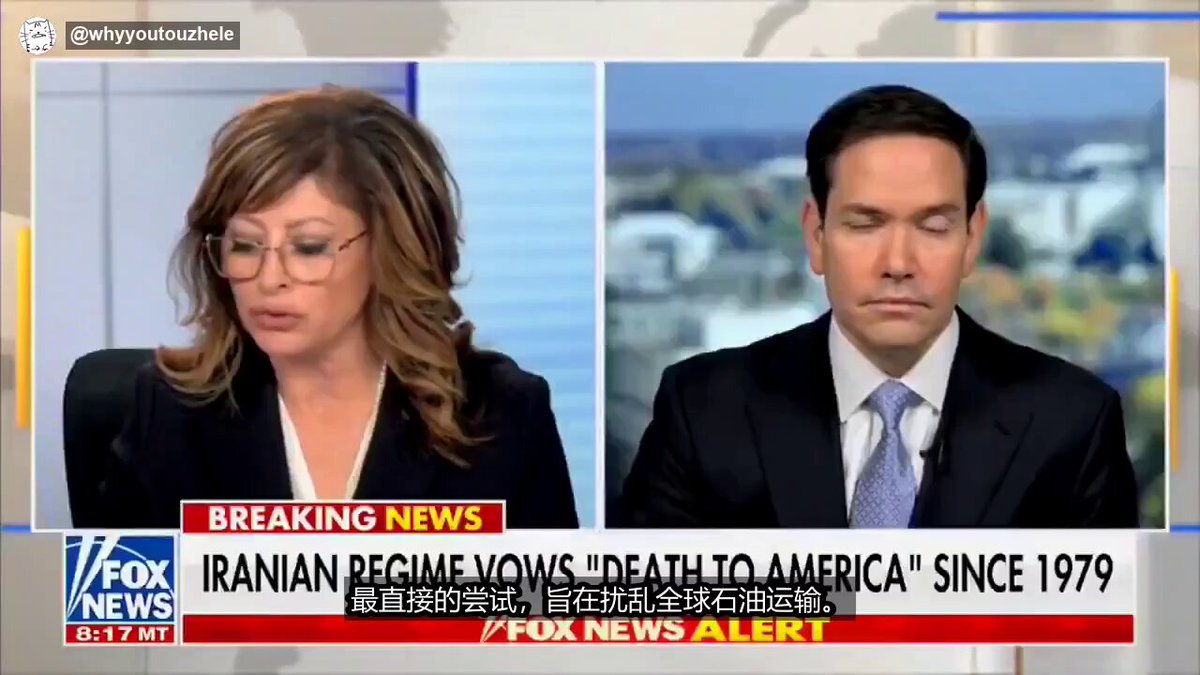 @whyyoutouzhele
BREAKING NEWS
IRANIAN REGIME VOWS "DEATH TO AMERICA" SINCE 1979
最直接的尝试，旨在扰乱全球石油运输。
FOX NEWS
8:17 MT
FOX NEWS ALERT